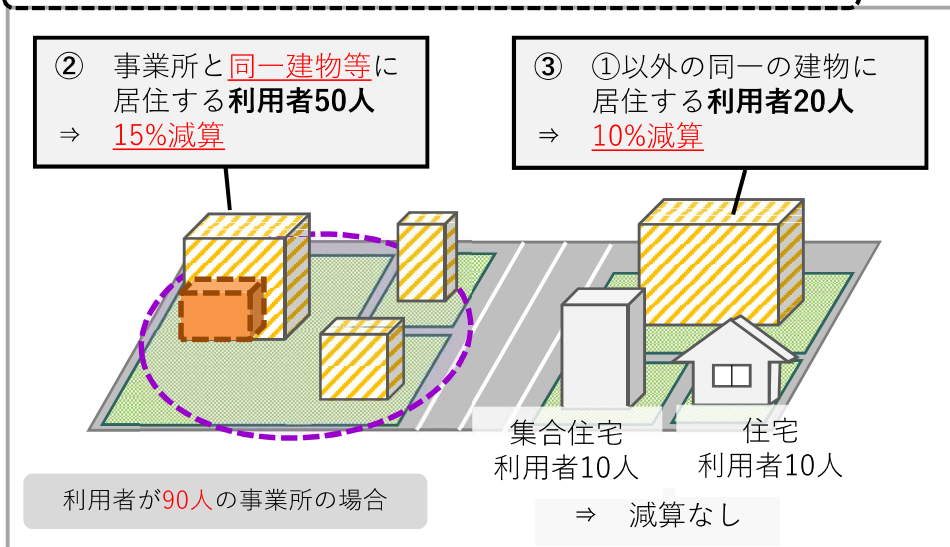 ② 事業所と同一建物等に
居住する利用者50人
⇒ 15%減算
③ ①以外の同一の建物に
居住する利用者20人
⇒ 10%減算
集合住宅
利用者10人
住宅
利用者10人
⇒ 減算なし
利用者が90人の事業所の場合